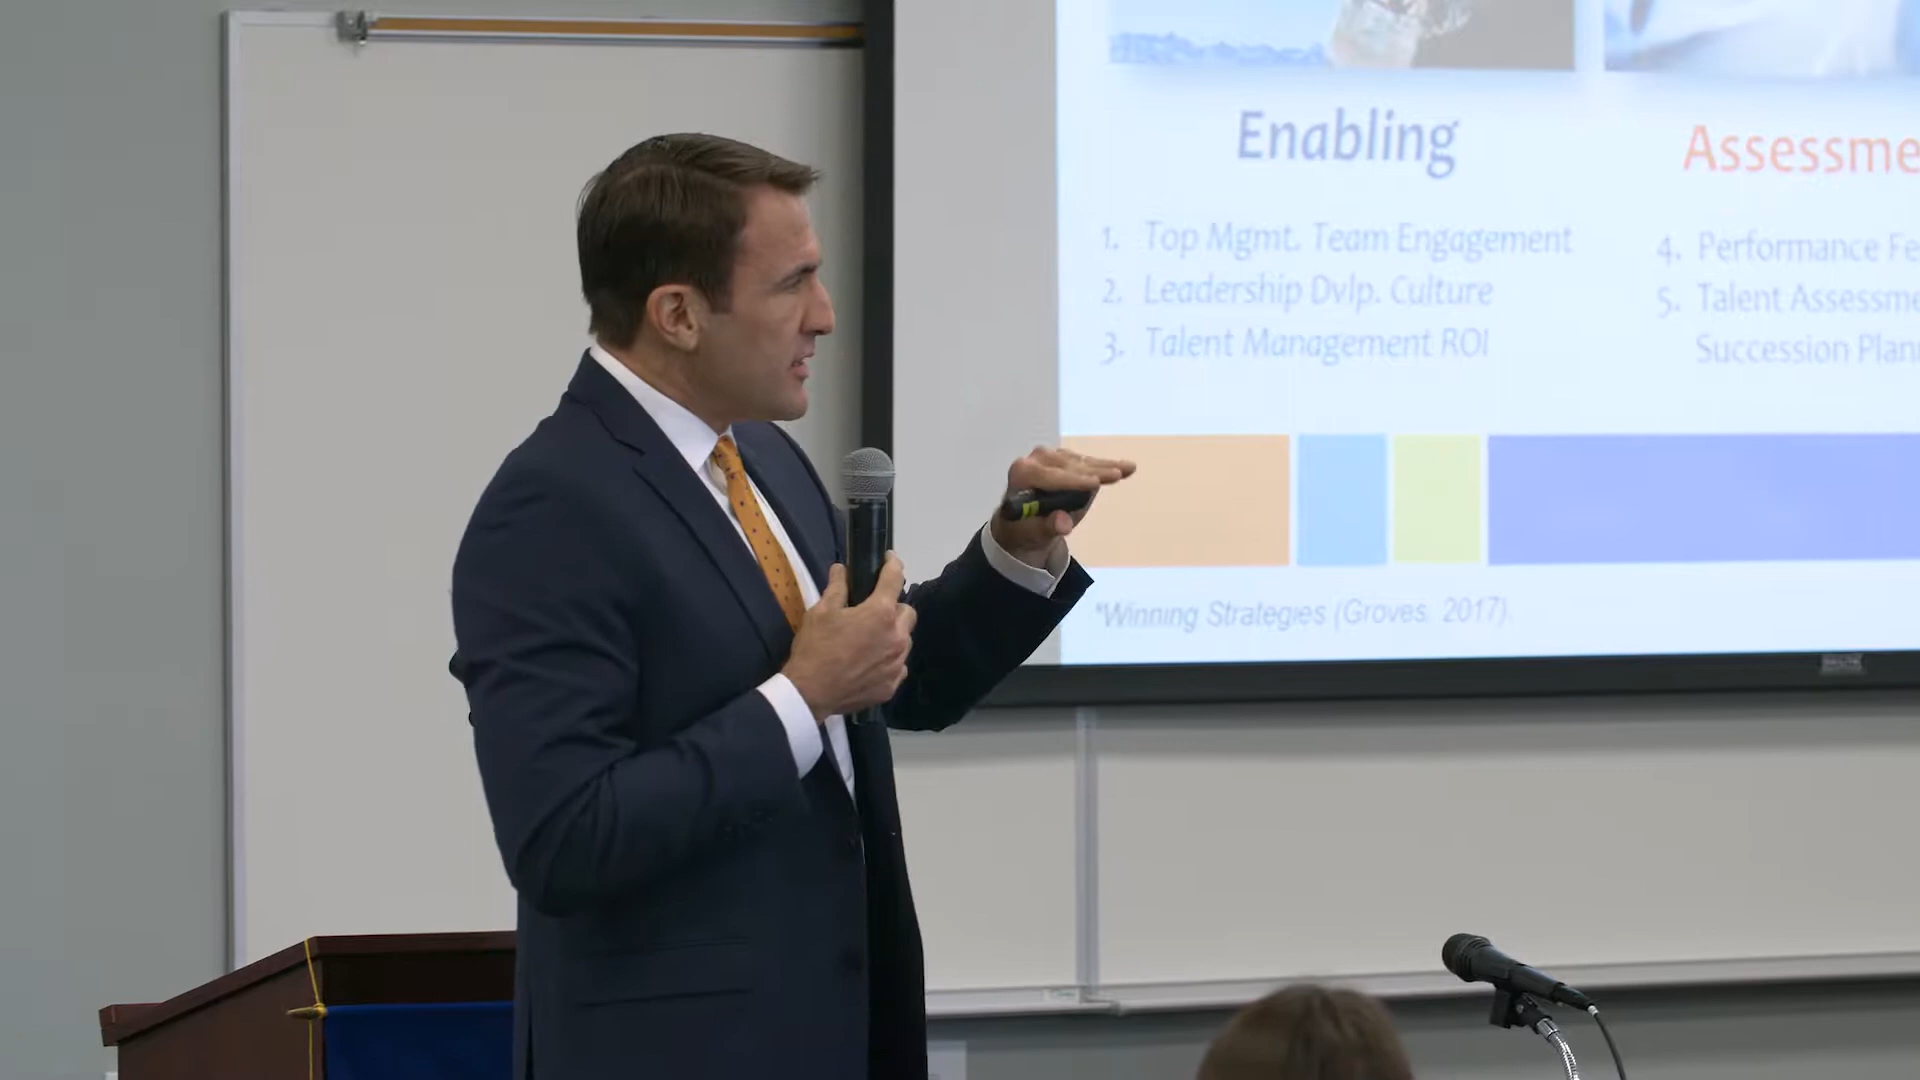 Enabling
Assessme
1. Top Mgmt. Team Engagement
2. Leadership Dvlp. Culture
3. Talent Management ROI
4. Performance Fe
5. Talent Assessme
Succession Plan
*Winning Strategies (Groves, 2017).